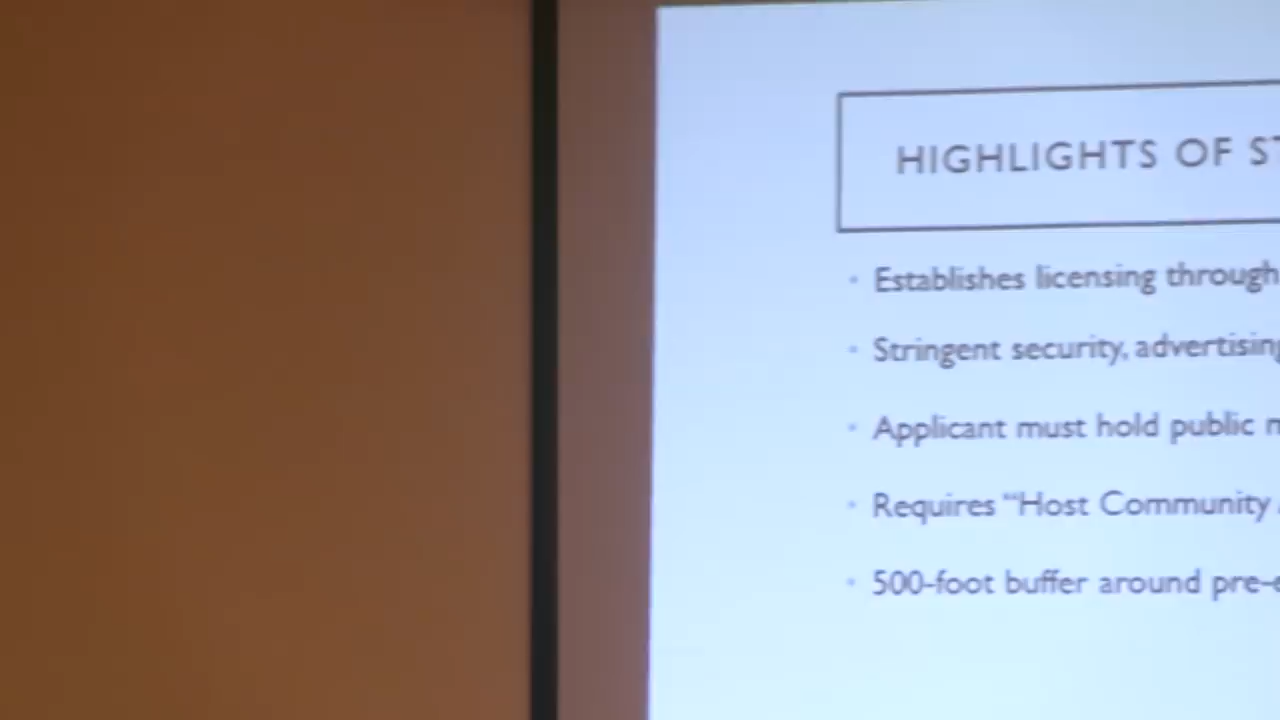 HIGHLIGHTS OF ST
Establishes licensing through
Stringent security, advertising
Applicant must hold public
Requires “Host Community
500-foot buffer around pre-